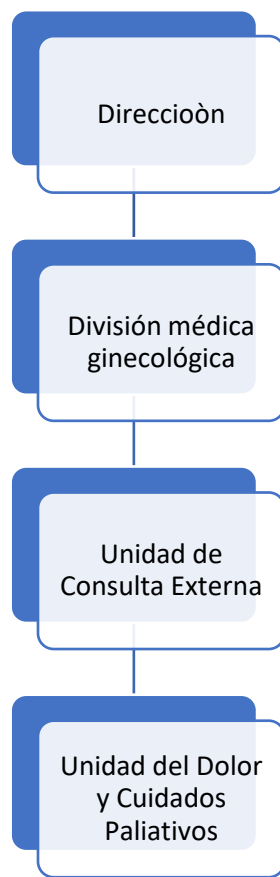 Direccioòn
División médica
ginecológica
Unidad de
Consulta Externa
Unidad del Dolor
y Cuidados
Paliativos